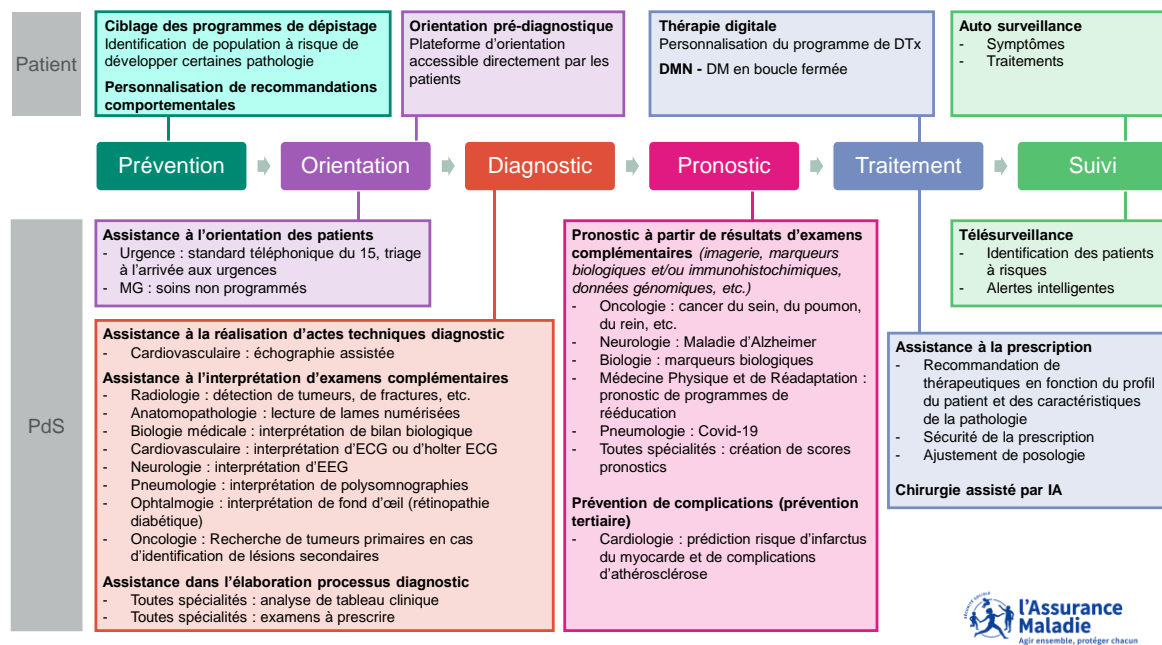 Patient
Ciblage des programmes de dépistage
Identification de population à risque de
développer certaines pathologie
Personnalisation de recommandations
comportementales
Orientation pré-diagnostique
Plateforme d'orientation
accessible directement par les
patients
Thérapie digitale
Personnalisation du programme de DTx
DMN - DM en boucle fermée
Auto surveillance
- Symptômes
- Traitements
Prévention
Orientation
Diagnostic
Pronostic
Traitement
Suivi
PdS
Assistance à l'orientation des patients
- Urgence : standard téléphonique du 15, triage
à l'arrivée aux urgences
- MG : soins non programmés
Assistance à la réalisation d'actes techniques diagnostic
- Cardiovasculaire : échographie assistée
Assistance à l'interprétation d'examens complémentaires
- Radiologie : détection de tumeurs, de fractures, etc.
- Anatomopathologie : lecture de lames numérisées
- Biologie médicale : interprétation de bilan biologique
- Cardiovasculaire : interprétation d'ECG ou d'holter ECG
- Neurologie : interprétation d'EEG
- Pneumologie : interprétation de polysomnographies
- Ophtalmogie : interprétation de fond d'œil (rétinopathie
diabétique)
- Oncologie : Recherche de tumeurs primaires en cas
d'identification de lésions secondaires
Assistance dans l'élaboration processus diagnostic
- Toutes spécialités : analyse de tableau clinique
- Toutes spécialités : examens à prescrire
Pronostic à partir de résultats d'examens
complémentaires (imagerie, marqueurs
biologiques et/ou immunohistochimiques,
données génomiques, etc.)
- Oncologie : cancer du sein, du poumon,
du rein, etc.
- Neurologie : Maladie d'Alzheimer
- Biologie : marqueurs biologiques
- Médecine Physique et de Réadaptation :
pronostic de programmes de
rééducation
- Pneumologie : Covid-19
- Toutes spécialités : création de scores
pronostics
Prévention de complications (prévention
tertiaire)
- Cardiologie : prédiction risque d'infarctus
du myocarde et de complications
d'athérosclérose
Télésurveillance
- Identification des patients
à risques
- Alertes intelligentes
Assistance à la prescription
- Recommandation de
thérapeutiques en fonction du profil
du patient et des caractéristiques
de la pathologie
- Sécurité de la prescription
- Ajustement de posologie
Chirurgie assisté par IA
l'Assurance
Maladie
Agir ensemble, protéger chacun